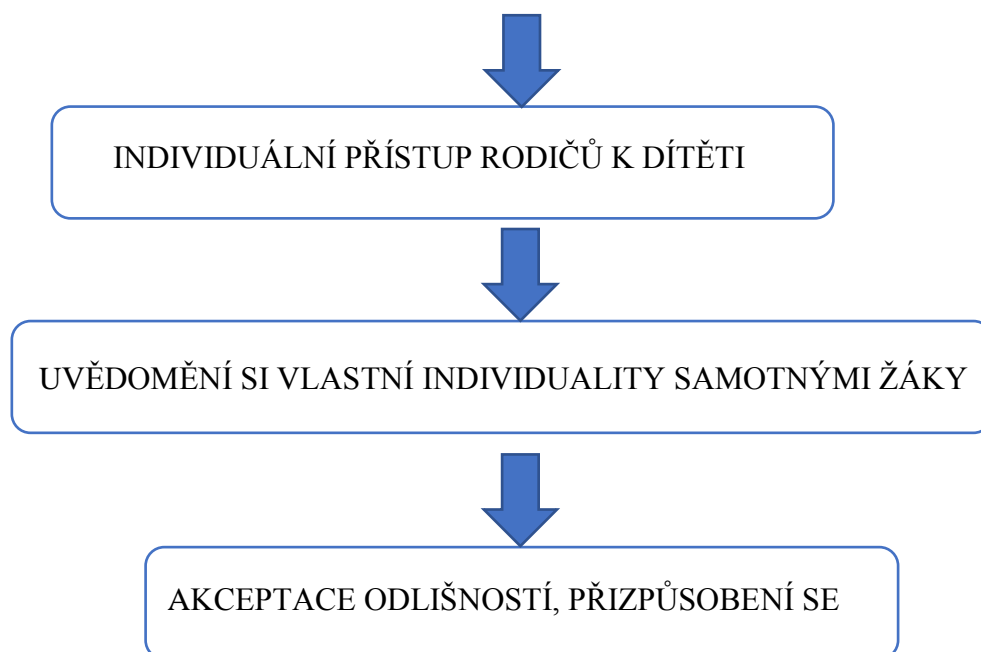 INDIVIDUÁLNÍ PŘÍSTUP RODIČŮ K DÍTĚTI
UVĚDOMĚNÍ SI VLASTNÍ INDIVIDUALITY SAMOTNÝMI ŽÁKY
AKCEPTACE ODLIŠNOSTÍ, PŘIZPŮSOBENÍ SE